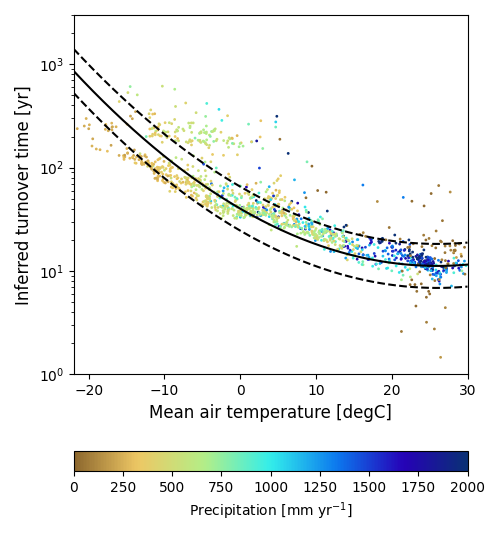 Inferred turnover time [yr]
10³
10²
10¹
10⁰
−20 −10 0 10 20 30
Mean air temperature [degC]
0 250 500 750 1000 1250 1500 1750 2000
Precipitation [mm yr⁻¹]